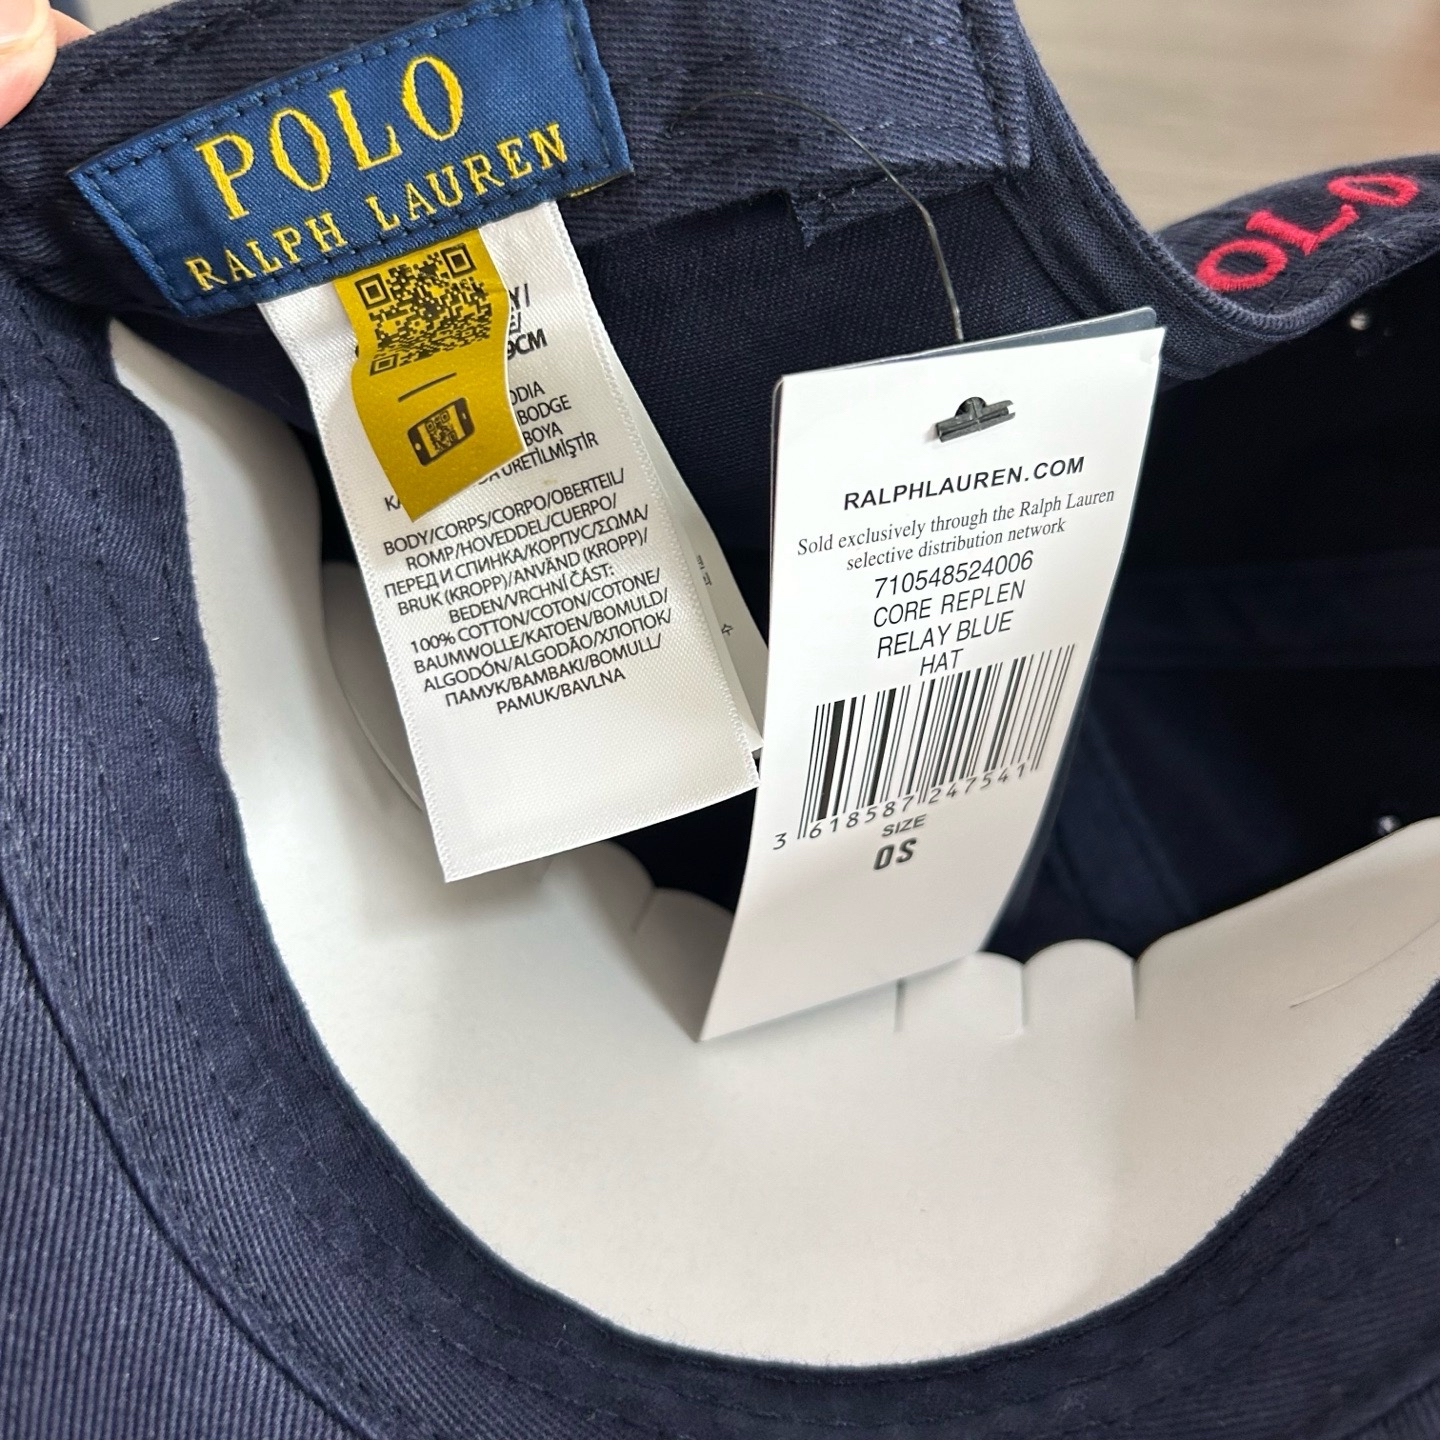 POLO
RALPH LAUREN
OLO
9CM
ODIA
BODGE
BOYA
ÜRETİLMİŞTİR
BODY/CORPS/CORPO/OBERTEIL/
ROMP/HOVEDDEL/CUERPO/
ПЕРЕД И СПИНКА/КОРПУС/ΣΩΜΑ/
BRUK (KROPP)/ANVÄND (KROPP)/
BEDEN/VRCHNÍ ČÁST:
100% COTTON/COTON/COTONE/
BAUMWOLLE/KATOEN/BOMULD/
ALGODÓN/ALGODÃO/ХЛОПОК/
ПАМУК/ΒΑΜΒΑΚΙ/BOMULL/
PAMUK/BAVLNA
RALPHLAUREN.COM
Sold exclusively through the Ralph Lauren
selective distribution network
710548524006
CORE REPLEN
RELAY BLUE
HAT
3 618587 247541
SIZE
OS